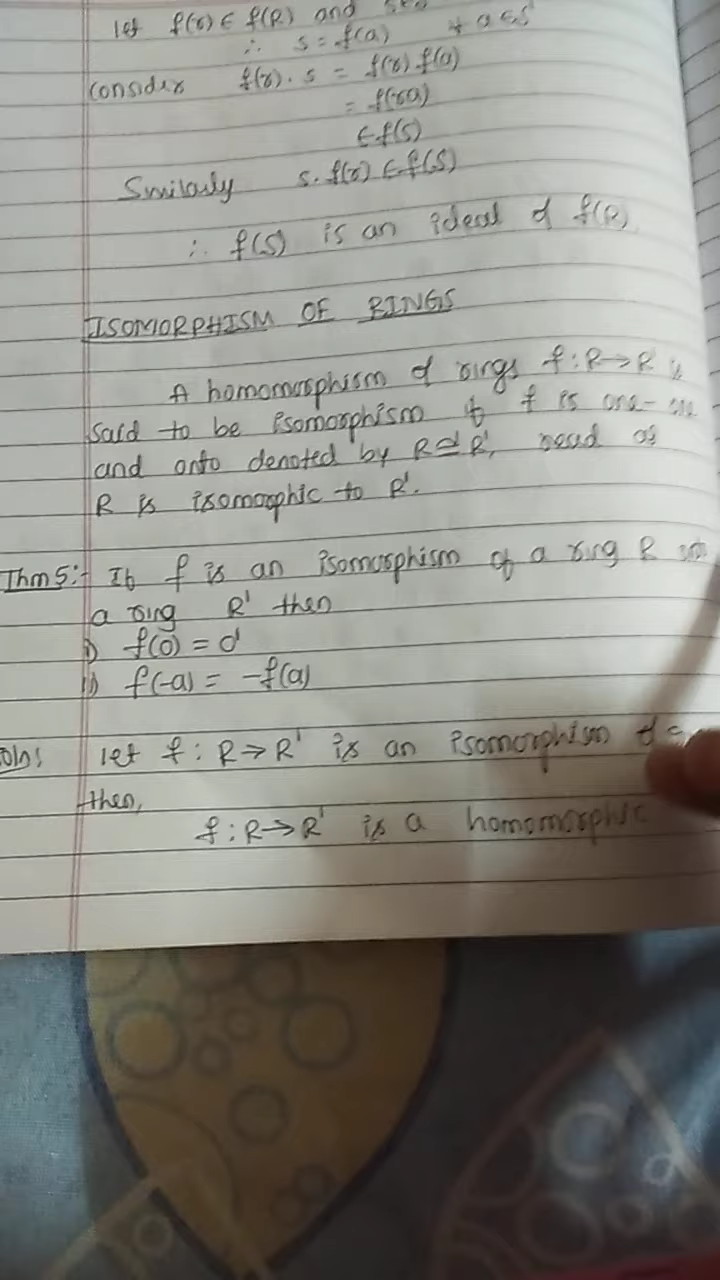 let f(r) ∈ f(R) and
∴ s = f(a) ∀ a ∈ S
consider f(r). s = f(r) f(a)
= f(ra)
∈ f(S)
Smilarly s. f(r) ∈ f(S)
∴ f(S) is an ideal of f(R)
ISOMORPHISM OF RINGS
A homomorphism of rings f : R → R' is
said to be isomorphism if f is one-
and onto denoted by R ≅ R', read as
R is isomorphic to R'.
Thm 5:- If f is an isomorphism of a ring R
a ring R' then
i) f(0) = 0'
ii) f(-a) = -f(a)
Soln: let f : R → R' is an isomorphism of
then,
f : R → R' is a homomorphic